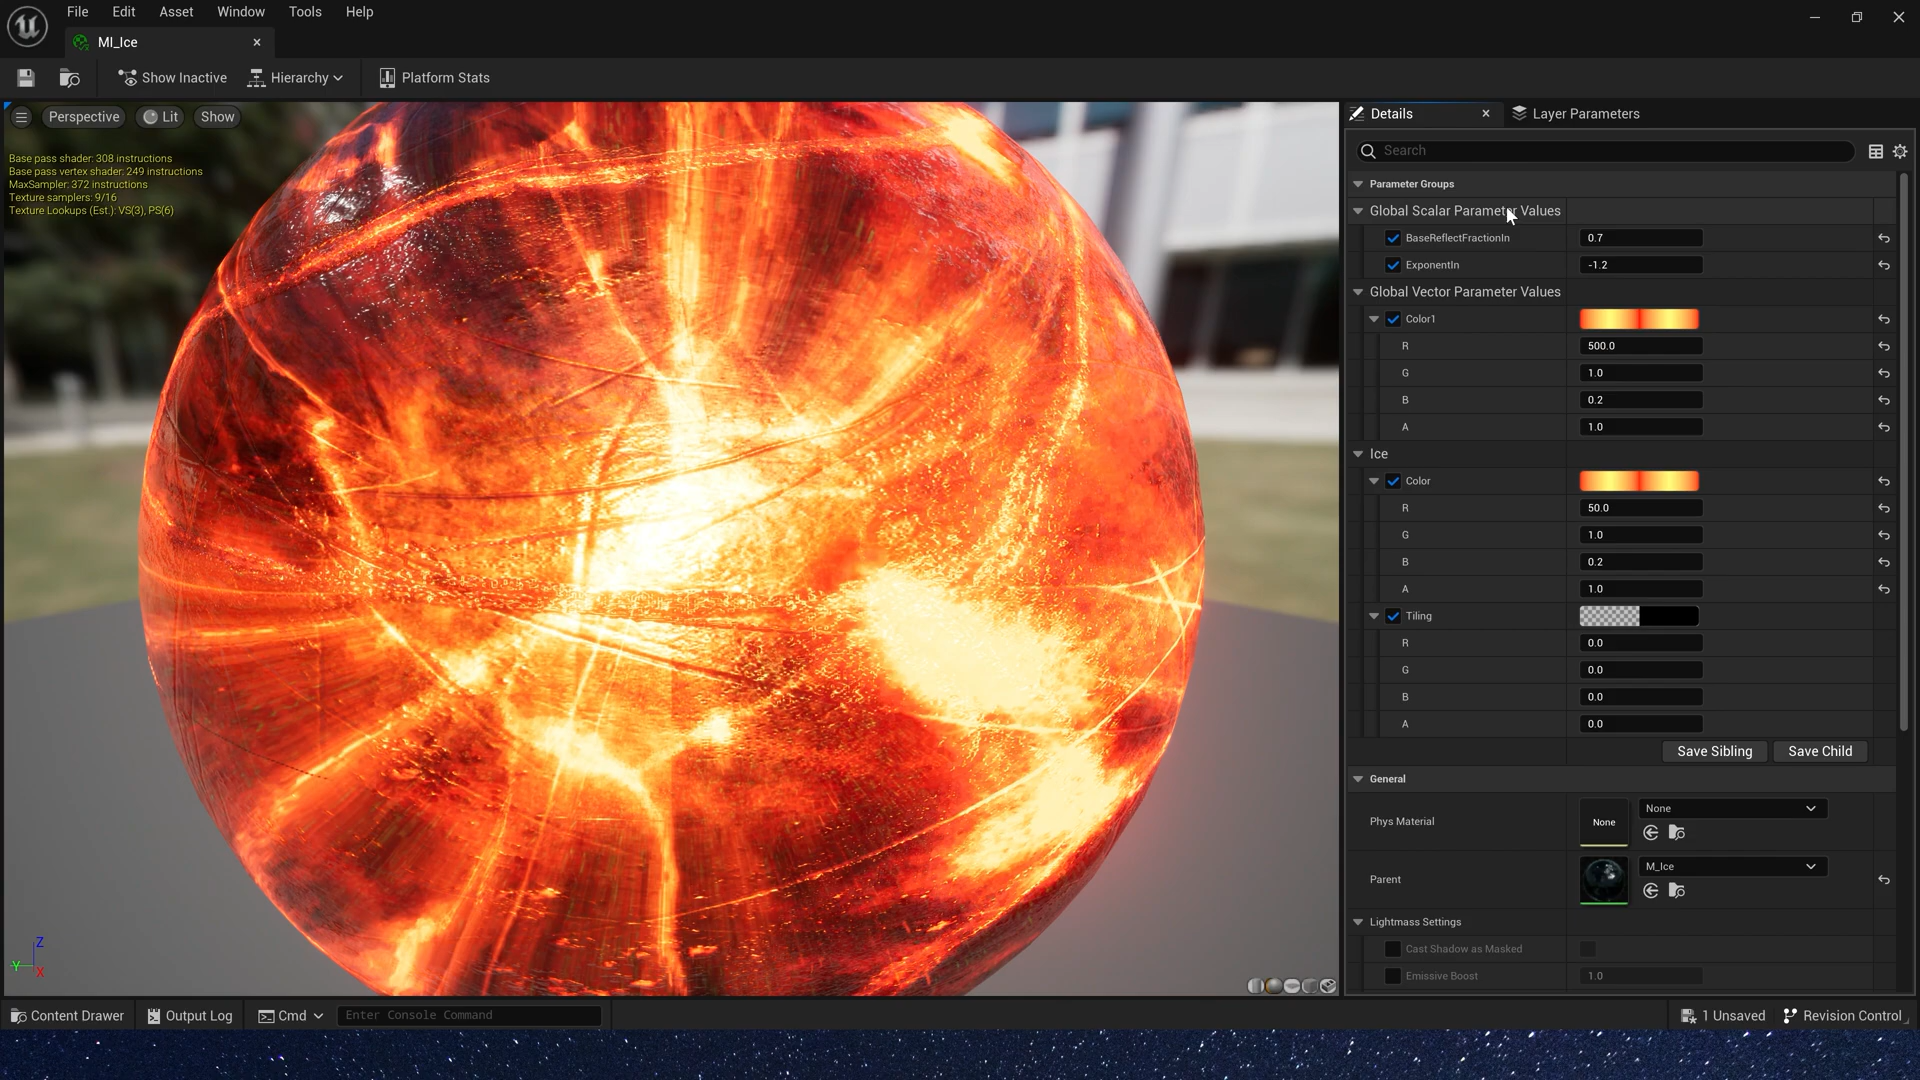 File Edit Asset Window Tools Help
MI_Ice
Show Inactive Hierarchy Platform Stats
Perspective Lit Show
Base pass shader: 308 instructions
Base pass vertex shader: 249 instructions
MaxSampler: 372 instructions
Texture samplers: 9/16
Texture Lookups (Est.): VS(3), PS(6)
Z
Y
X
Details Layer Parameters
Search
Parameter Groups
Global Scalar Parameter Values
BaseReflectFractionIn 0.7
ExponentIn -1.2
Global Vector Parameter Values
Color1
R 500.0
G 1.0
B 0.2
A 1.0
Ice
Color
R 50.0
G 1.0
B 0.2
A 1.0
Tiling
R 0.0
G 0.0
B 0.0
A 0.0
Save Sibling Save Child
General
Phys Material None None
Parent M_Ice
Lightmass Settings
Cast Shadow as Masked
Emissive Boost 1.0
Content Drawer Output Log Cmd Enter Console Command 1 Unsaved Revision Control